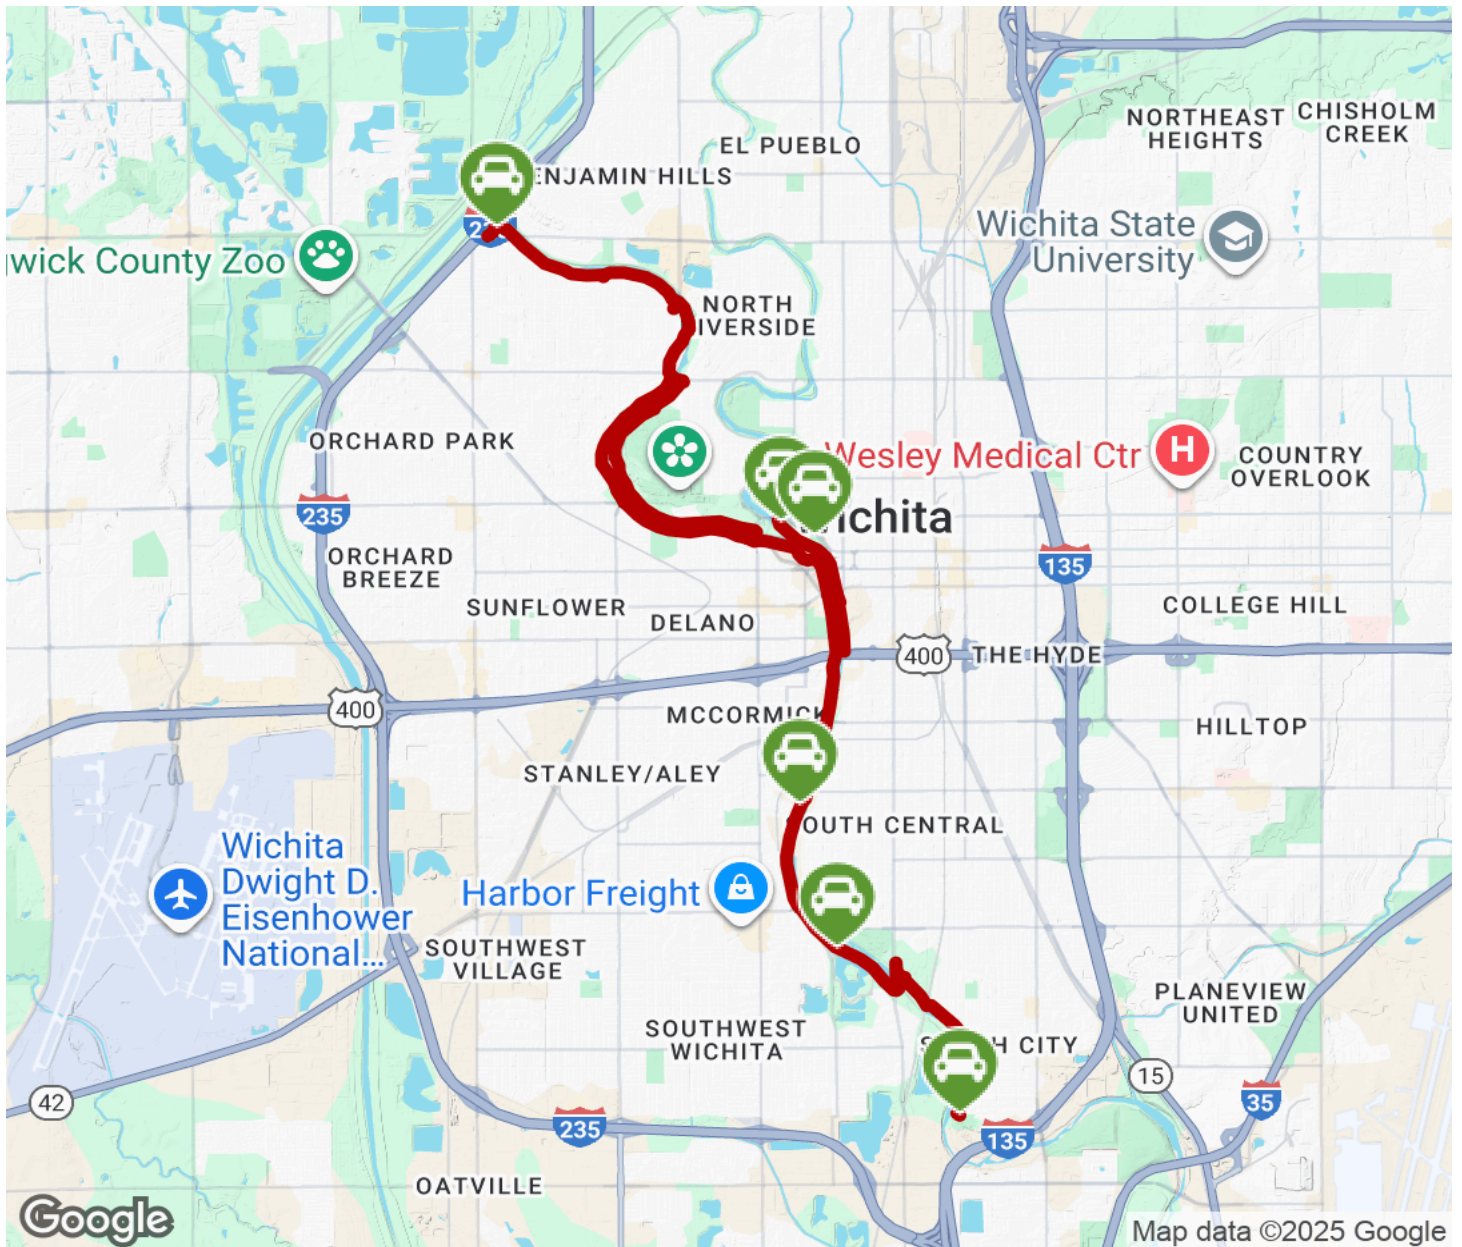 NORTHEAST
HEIGHTS
CHISHOLM
CREEK
EL PUEBLO
ENJAMIN HILLS
Wichita State
University
wick County Zoo
NORTH
IVERSIDE
ORCHARD PARK
Wesley Medical Ctr
H
COUNTRY
OVERLOOK
235
ichita
ORCHARD
BREEZE
135
SUNFLOWER
DELANO
COLLEGE HILL
400
THE HYDE
400
MCCORMICK
HILLTOP
STANLEY/ALEY
OUTH CENTRAL
Wichita
Dwight D.
Eisenhower
National...
Harbor Freight
SOUTHWEST
VILLAGE
PLANEVIEW
UNITED
SOUTHWEST
WICHITA
S H CITY
15
42
35
235
135
OATVILLE
Google
Map data ©2025 Google